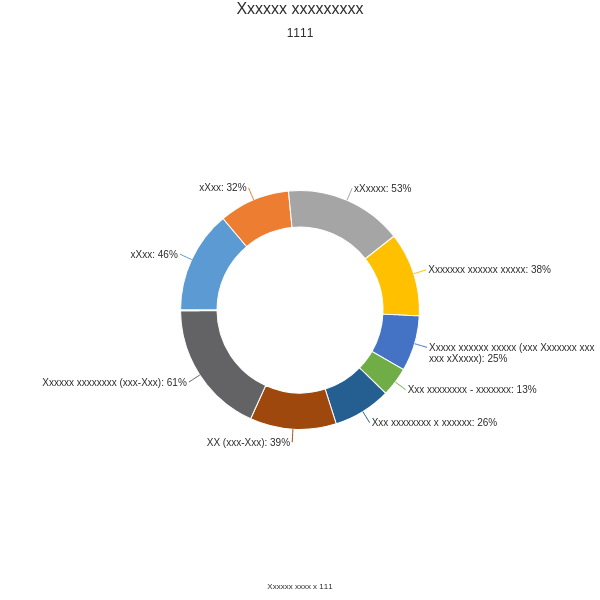 Xxxxxx xxxxxxxxx
1111
xXxx: 32%
xXxxxx: 53%
xXxx: 46%
Xxxxxxx xxxxxx xxxxx: 38%
Xxxxx xxxxxx xxxxx (xxx Xxxxxxx xxx
xxx xXxxxx): 25%
Xxxxxx xxxxxxxx (xxx-Xxx): 61%
Xxx xxxxxxxx - xxxxxxx: 13%
Xxx xxxxxxxx x xxxxxx: 26%
XX (xxx-Xxx): 39%
Xxxxxx xxxx x 111